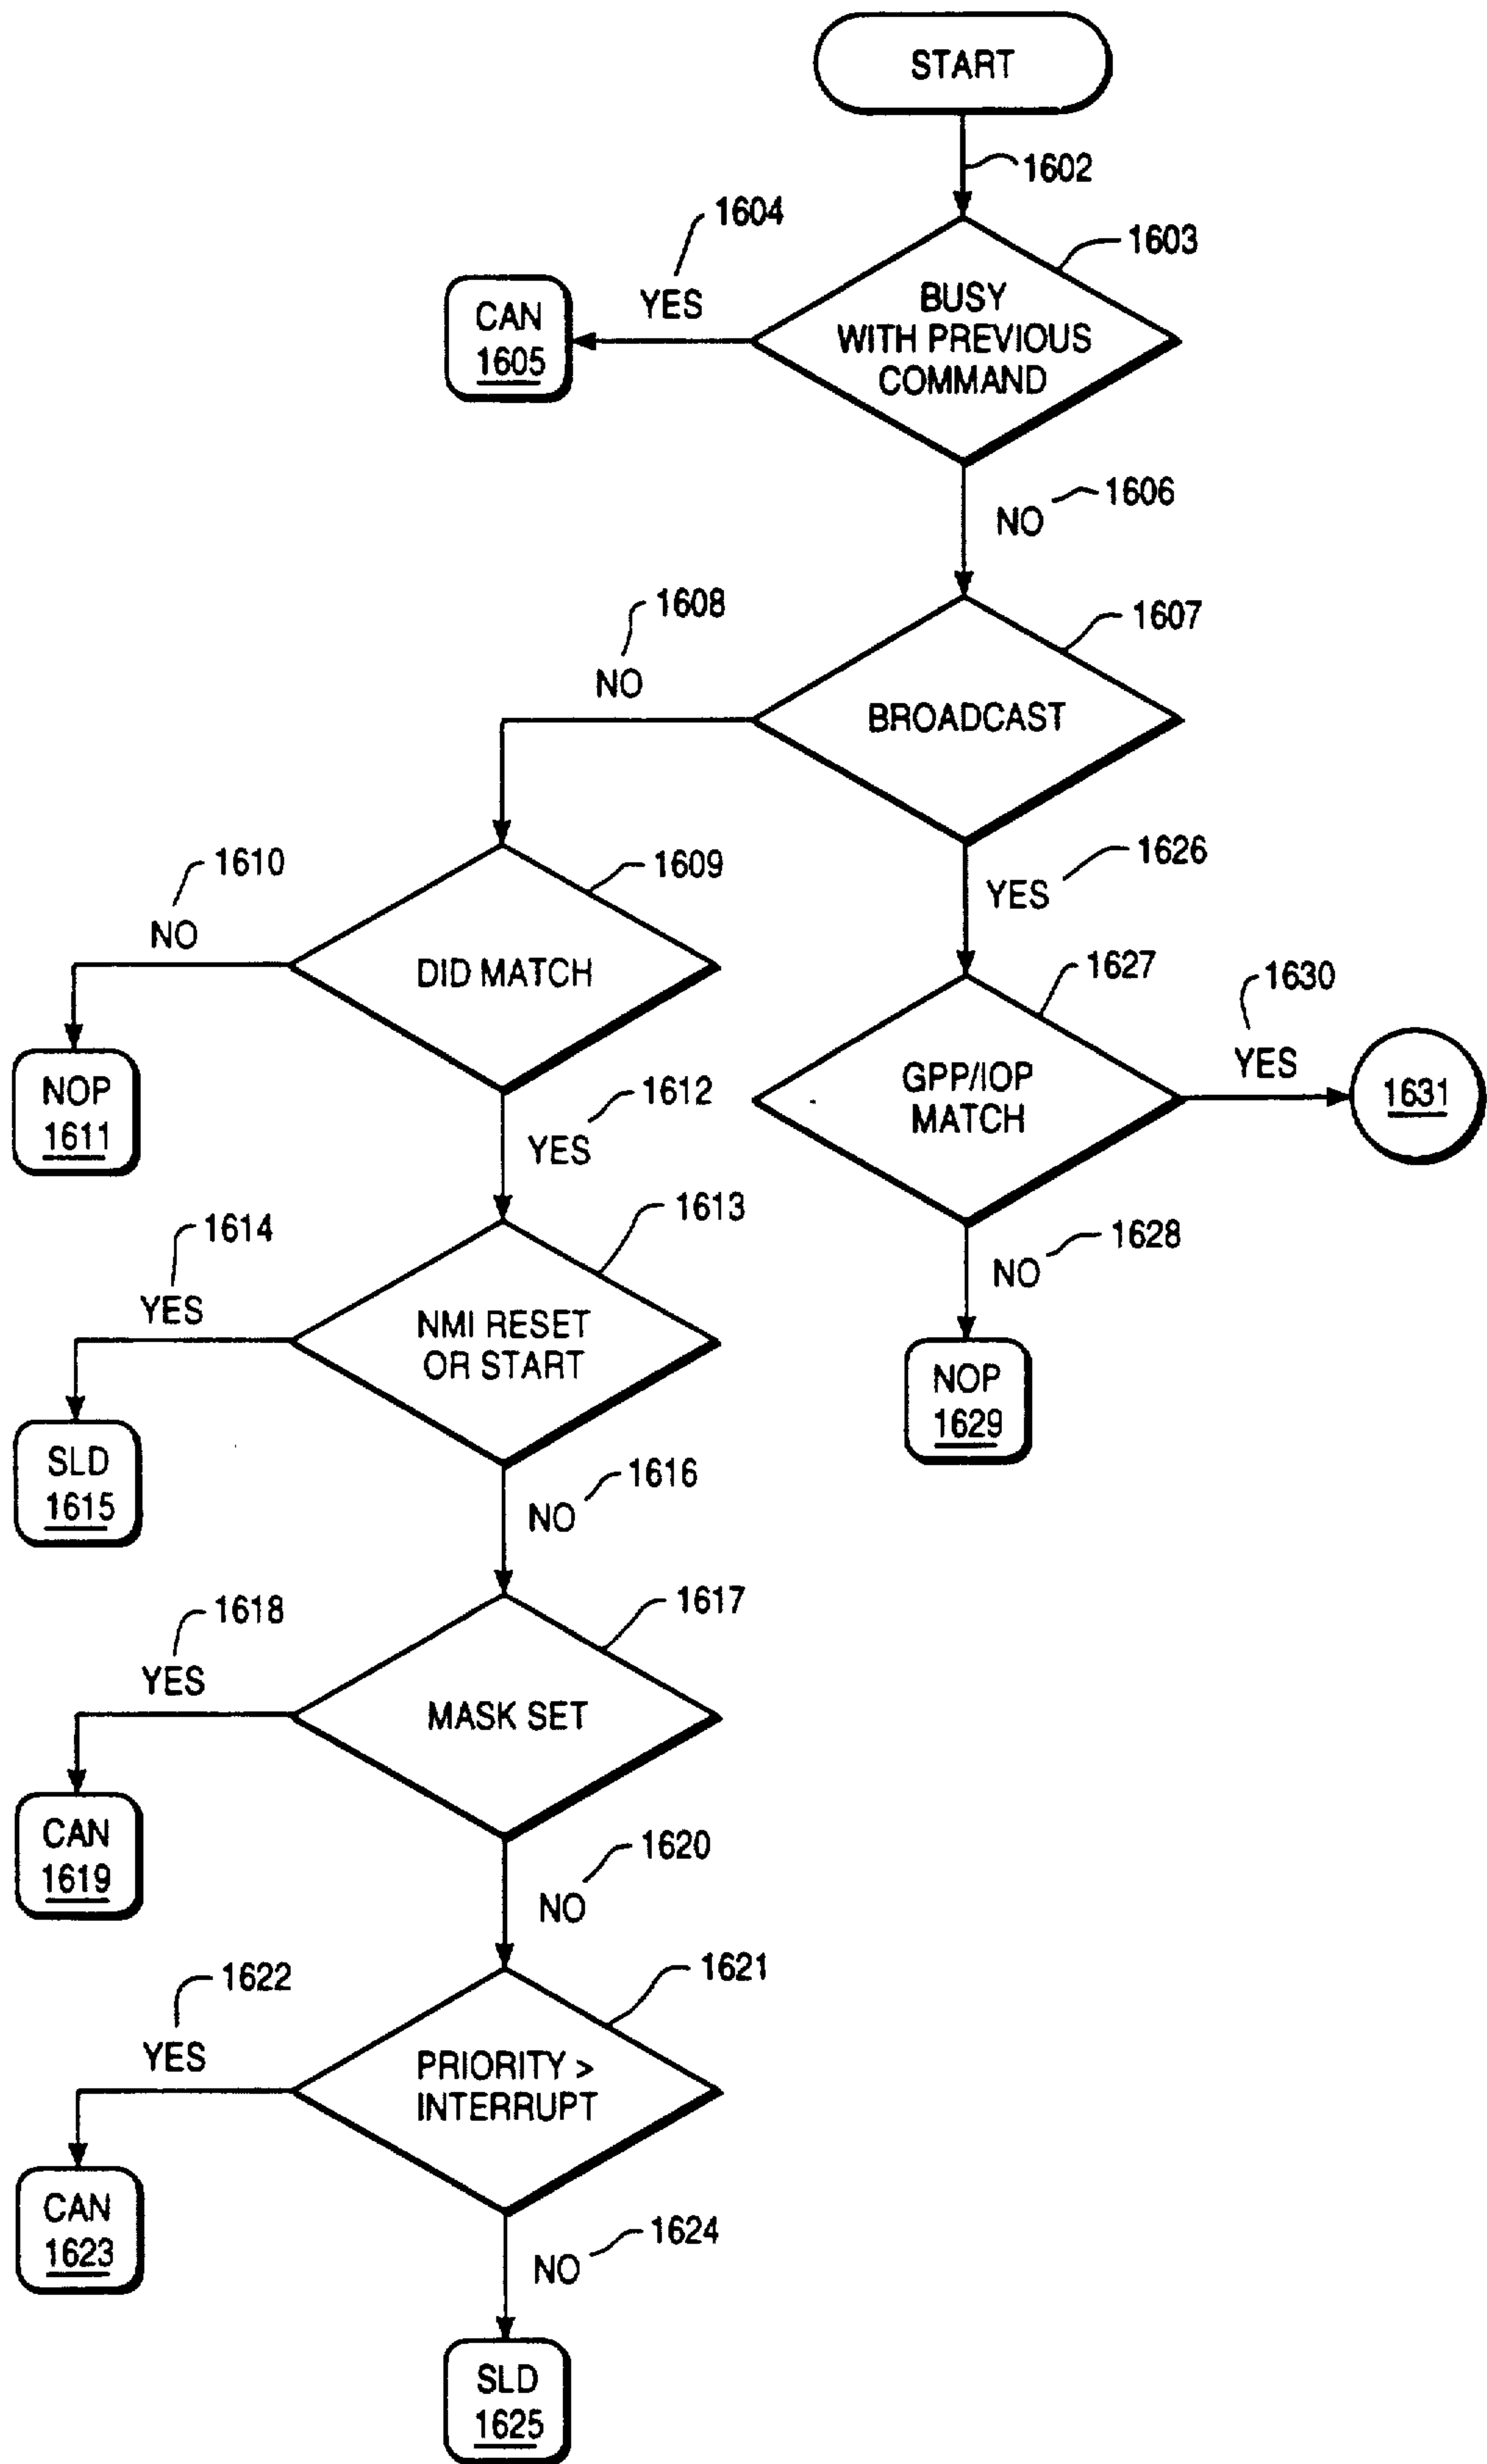 START
1602
1604
1603
YES
CAN
1605
BUSY
WITH PREVIOUS
COMMAND
1606
NO
1608
1607
NO
BROADCAST
1610
1609
1626
NO
YES
DID MATCH
1627
1630
NOP
1611
1612
YES
GPP/IOP
MATCH
YES
1631
1614
1613
1628
YES
NO
NMI RESET
OR START
NOP
1629
SLD
1615
1616
NO
1618
1617
YES
MASK SET
CAN
1619
1620
NO
1622
1621
YES
PRIORITY >
INTERRUPT
CAN
1623
1624
NO
SLD
1625